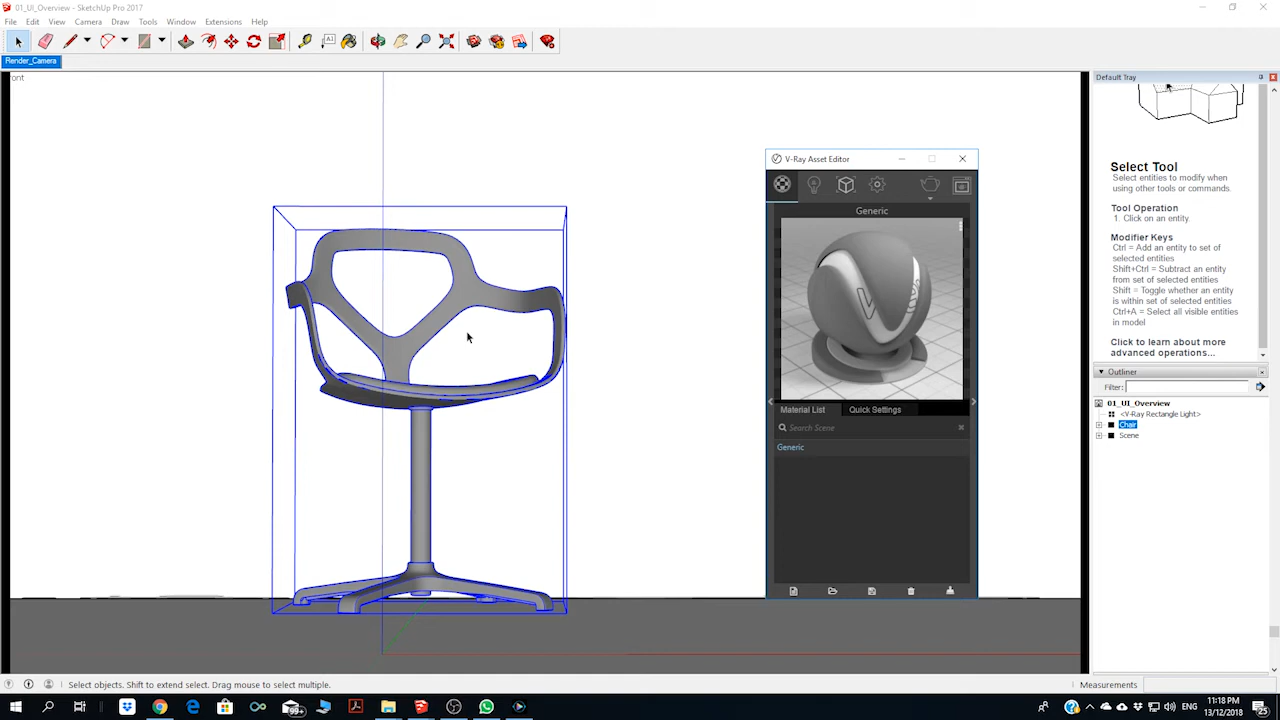 01_UI_Overview - SketchUp Pro 2017
File Edit View Camera Draw Tools Window Extensions Help
Render_Camera
ront
Default Tray
Select Tool
Select entities to modify when
using other tools or commands.
Tool Operation
1. Click on an entity.
Modifier Keys
Ctrl = Add an entity to set of
selected entities
Shift+Ctrl = Subtract an entity
from set of selected entities
Shift = Toggle whether an entity
is within set of selected entities
Ctrl+A = Select all visible entities
in model
Click to learn about more
advanced operations...
Outliner
Filter:
01_UI_Overview
<V-Ray Rectangle Light>
Chair
Scene
V-Ray Asset Editor
Generic
Material List Quick Settings
Search Scene
Generic
Select objects. Shift to extend select. Drag mouse to select multiple.
Measurements
11:18 PM
13/12/2018